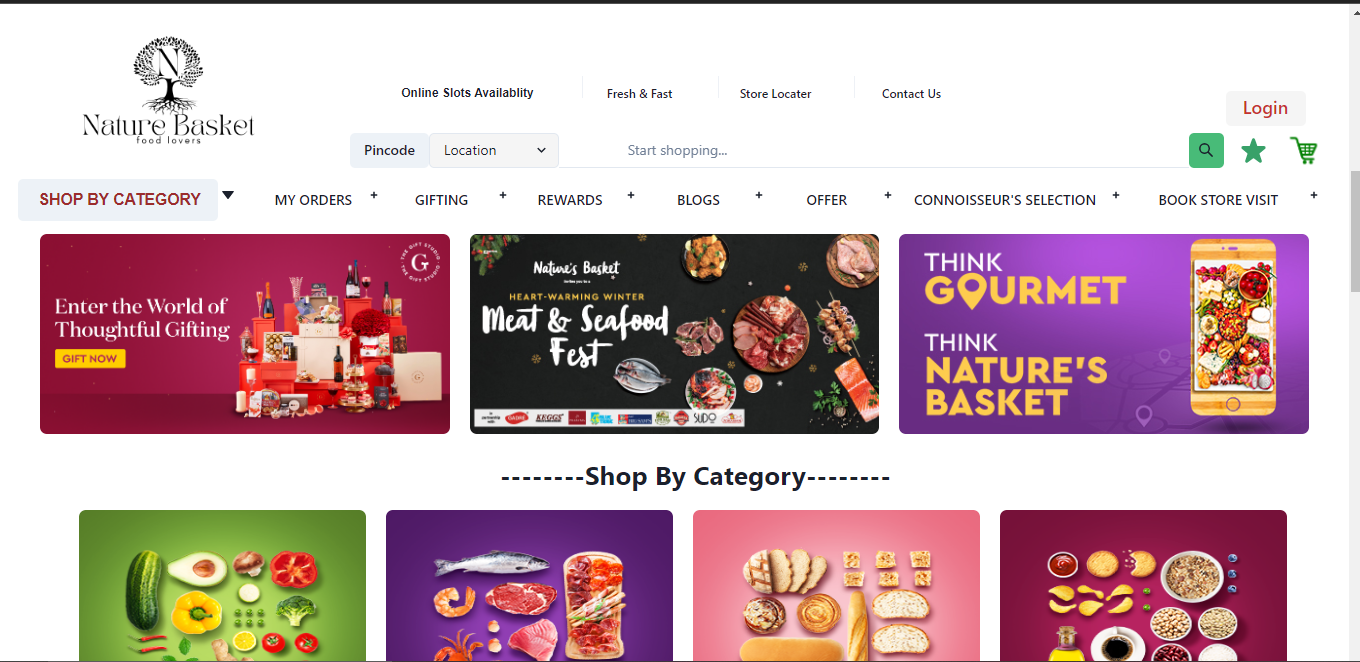 N
Nature Basket
food lovers
Online Slots Availablity
Fresh & Fast
Store Locater
Contact Us
Login
Pincode
Location
Start shopping...
SHOP BY CATEGORY
MY ORDERS +
GIFTING +
REWARDS +
BLOGS +
OFFER +
CONNOISSEUR'S SELECTION +
BOOK STORE VISIT +
Enter the World of
Thoughtful Gifting
GIFT NOW
THE GIFT STUDIO
G
THE GIFT STUDIO
Nature's Basket
HEART-WARMING WINTER
Meat & Seafood
Fest
GADRE
KEGGS
SUDO
THINK
GOURMET
THINK
NATURE'S
BASKET
--------Shop By Category--------